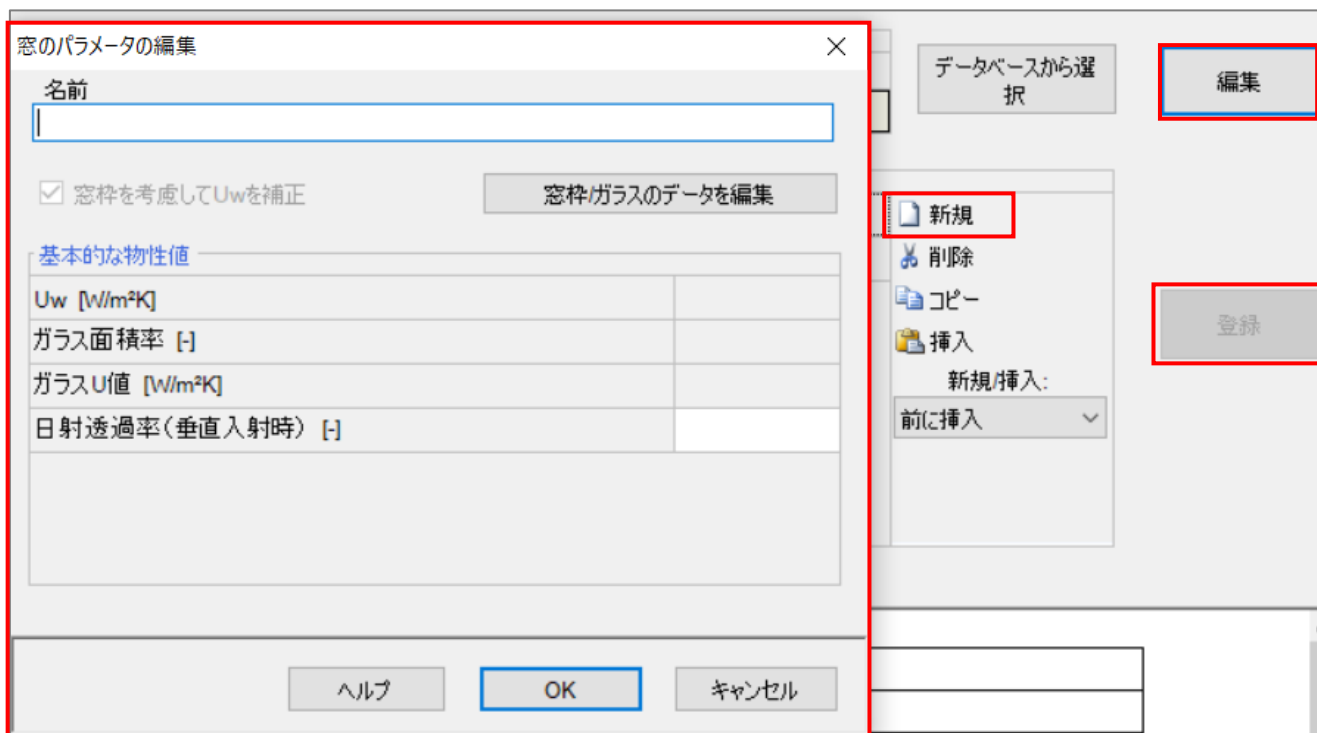 窓のパラメータの編集
名前
窓枠を考慮してUwを補正
窓枠/ガラスのデータを編集
基本的な物性値
Uw [W/m²K]
ガラス面積率 [-]
ガラスU値 [W/m²K]
日射透過率(垂直入射時) [-]
ヘルプ
OK
キャンセル
データベースから選
択
編集
新規
削除
コピー
挿入
新規/挿入:
前に挿入
登録